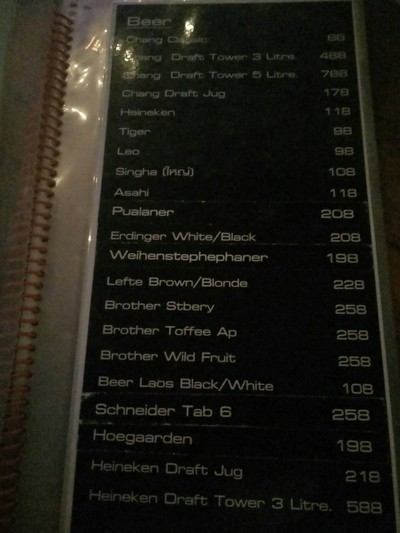 Beer
Chang Classic 88
Chang Draft Tower 3 Litre. 488
Chang Draft Tower 5 Litre. 788
Chang Draft Jug 178
Heineken 118
Tiger 98
Leo 98
Singha (ใหญ่) 108
Asahi 118
Pualaner 208
Erdinger White/Black 208
Weihenstephephaner 198
Lefte Brown/Blonde 228
Brother Stbery 258
Brother Toffee Ap 258
Brother Wild Fruit 258
Beer Laos Black/White 108
Schneider Tab 6 258
Hoegaarden 198
Heineken Draft Jug 218
Heineken Draft Tower 3 Litre. 588